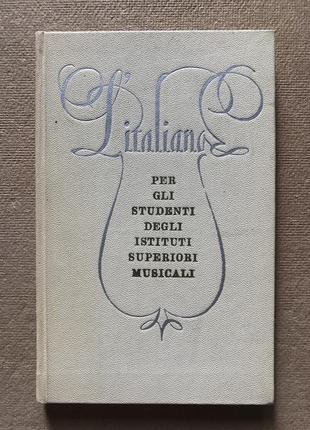 L'italiano
PER
GLI
STUDENTI
DEGLI
ISTITUTI
SUPERIORI
MUSICALI